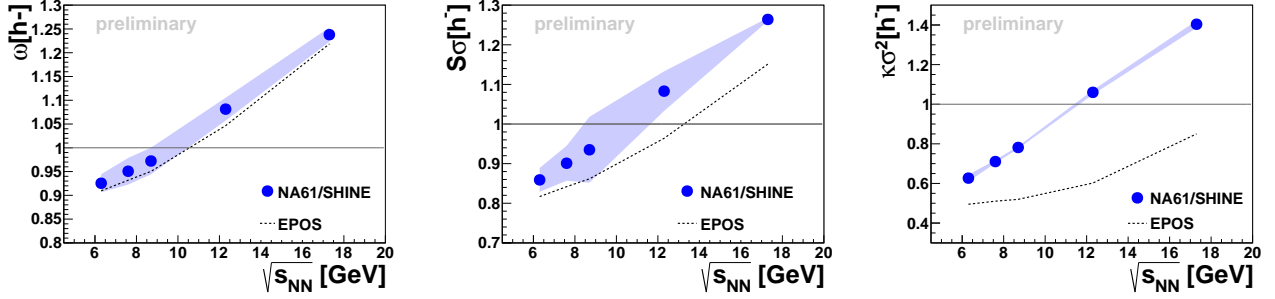 ω[h-]
1.3
1.25
1.2
1.15
1.1
1.05
1
0.95
0.9
0.85
0.8
preliminary
NA61/SHINE
EPOS
6 8 10 12 14 16 18 20
√sNN [GeV]
Sσ[h-]
1.3
1.2
1.1
1
0.9
0.8
0.7
preliminary
NA61/SHINE
EPOS
6 8 10 12 14 16 18 20
√sNN [GeV]
κσ²[h-]
1.4
1.2
1
0.8
0.6
0.4
preliminary
NA61/SHINE
EPOS
6 8 10 12 14 16 18 20
√sNN [GeV]